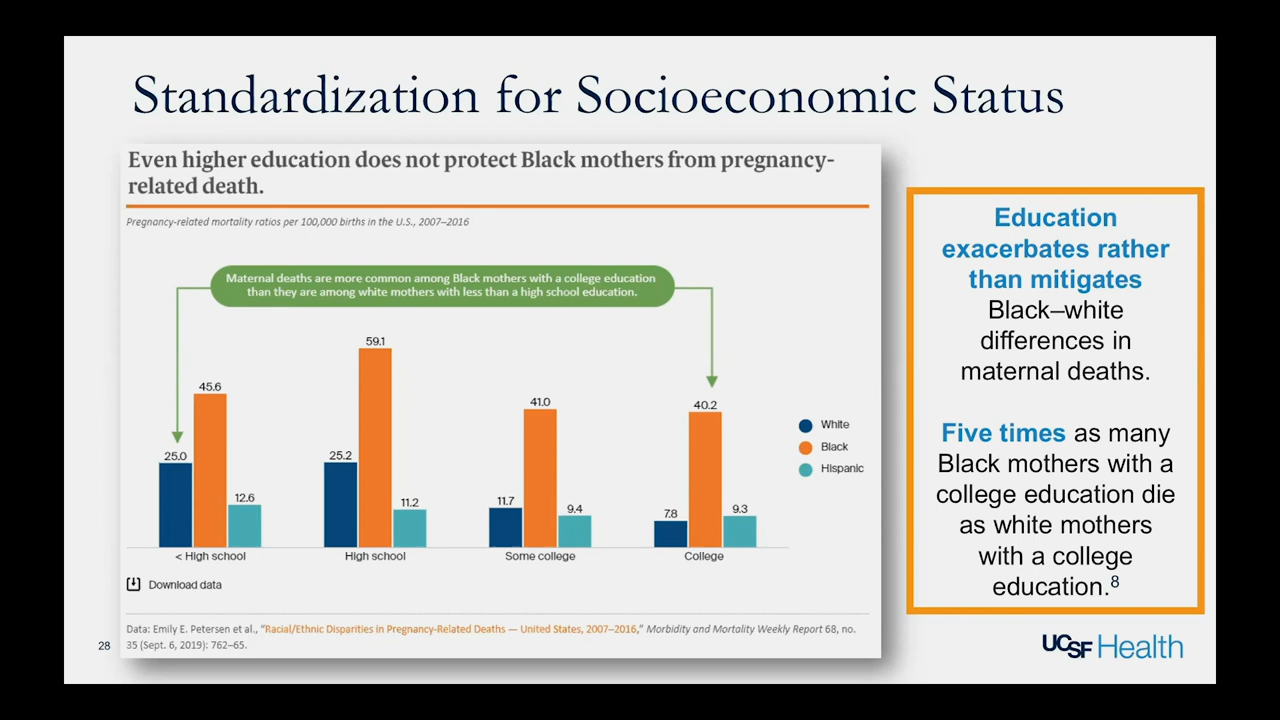 Standardization for Socioeconomic Status
Even higher education does not protect Black mothers from pregnancy-
related death.
Pregnancy-related mortality ratios per 100,000 births in the U.S., 2007–2016
Maternal deaths are more common among Black mothers with a college education
than they are among white mothers with less than a high school education.
25.0
45.6
12.6
25.2
59.1
11.2
11.7
41.0
9.4
7.8
40.2
9.3
< High school
High school
Some college
College
White
Black
Hispanic
Download data
Data: Emily E. Petersen et al., “Racial/Ethnic Disparities in Pregnancy-Related Deaths — United States, 2007–2016,” Morbidity and Mortality Weekly Report 68, no.
35 (Sept. 6, 2019): 762–65.
Education
exacerbates rather
than mitigates
Black–white
differences in
maternal deaths.
Five times as many
Black mothers with a
college education die
as white mothers
with a college
education.8
28
UCSF Health